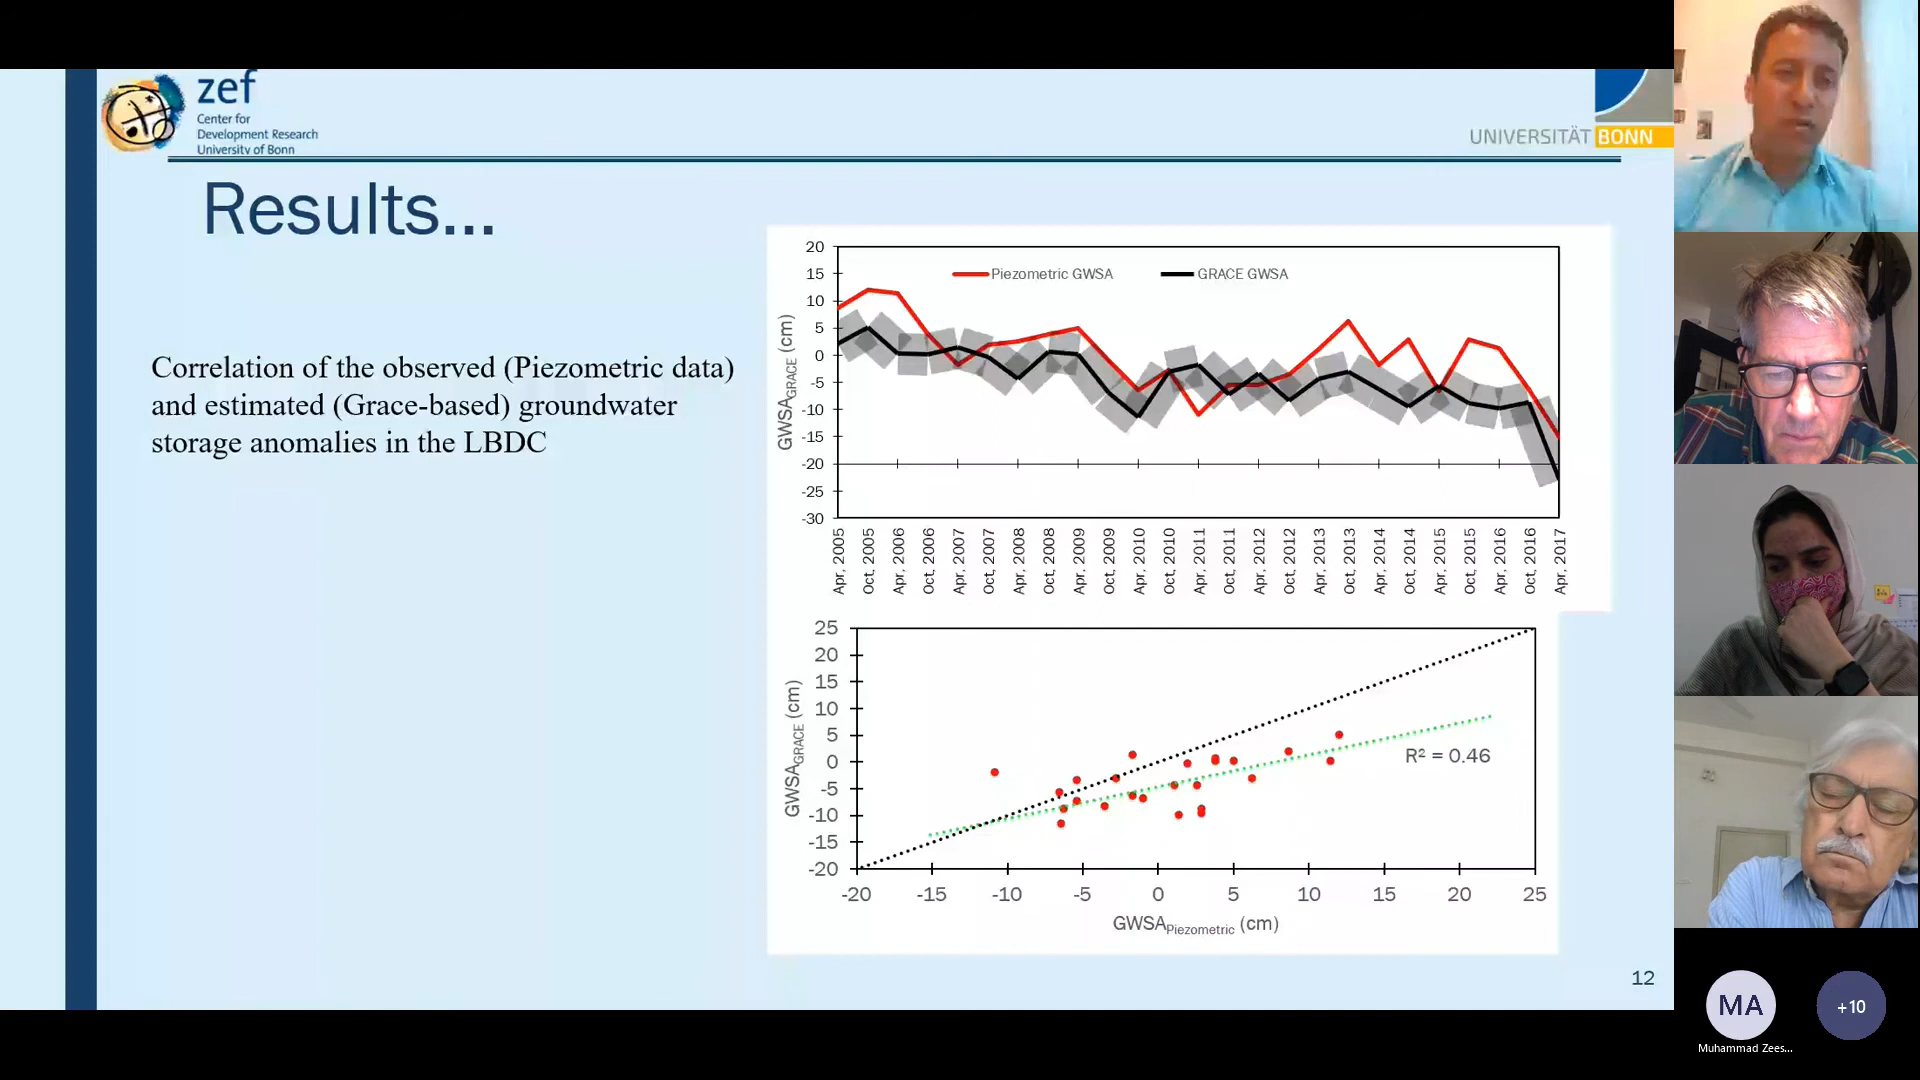 zef
Center for
Development Research
University of Bonn
UNIVERSITÄT BONN
Results...
Correlation of the observed (Piezometric data)
and estimated (Grace-based) groundwater
storage anomalies in the LBDC
Piezometric GWSA
GRACE GWSA
GWSAGRACE (cm)
20
15
10
5
0
-5
-10
-15
-20
-25
-30
Apr, 2005
Oct, 2005
Apr, 2006
Oct, 2006
Apr, 2007
Oct, 2007
Apr, 2008
Oct, 2008
Apr, 2009
Oct, 2009
Apr, 2010
Oct, 2010
Apr, 2011
Oct, 2011
Apr, 2012
Oct, 2012
Apr, 2013
Oct, 2013
Apr, 2014
Oct, 2014
Apr, 2015
Oct, 2015
Apr, 2016
Oct, 2016
Apr, 2017
GWSAGRACE (cm)
25
20
15
10
5
0
-5
-10
-15
-20
R² = 0.46
-20 -15 -10 -5 0 5 10 15 20 25
GWSAPiezometric (cm)
12
MA
+10
Muhammad Zees...